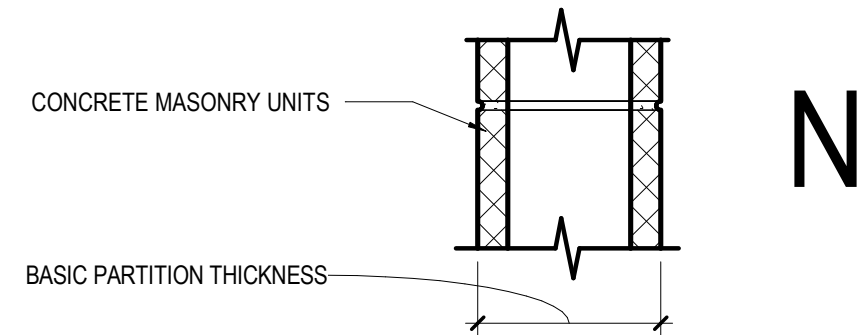 CONCRETE MASONRY UNITS
N
BASIC PARTITION THICKNESS